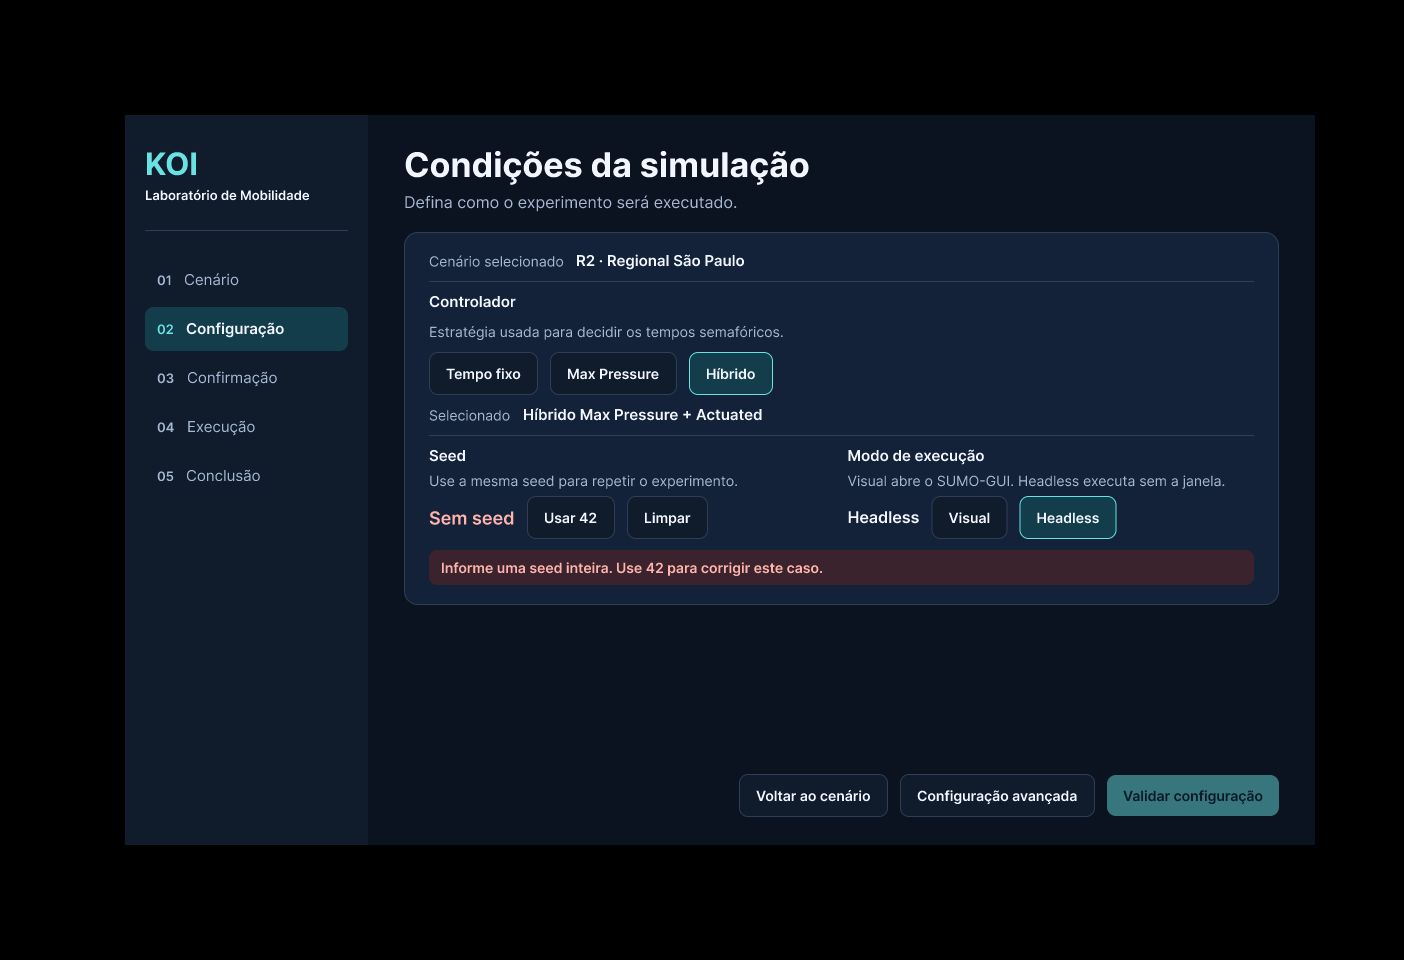 KOI
Laboratório de Mobilidade
01 Cenário
02 Configuração
03 Confirmação
04 Execução
05 Conclusão
Condições da simulação
Defina como o experimento será executado.
Cenário selecionado R2 · Regional São Paulo
Controlador
Estratégia usada para decidir os tempos semafóricos.
Tempo fixo Max Pressure Híbrido
Selecionado Híbrido Max Pressure + Actuated
Seed
Use a mesma seed para repetir o experimento.
Sem seed Usar 42 Limpar
Modo de execução
Visual abre o SUMO-GUI. Headless executa sem a janela.
Headless Visual Headless
Informe uma seed inteira. Use 42 para corrigir este caso.
Voltar ao cenário Configuração avançada Validar configuração